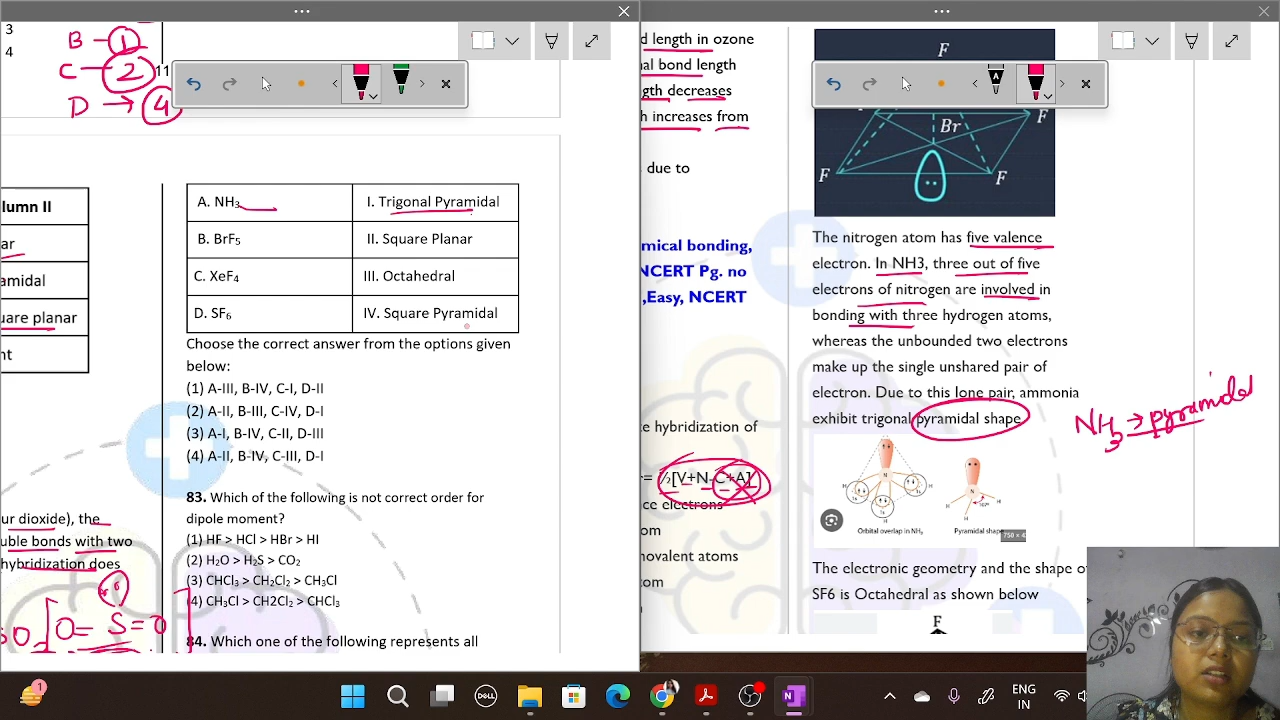 3
4
B - 1
C - 2
D → 4
11
lumn II
ar
amidal
uare planar
nt
A. NH₃
I. Trigonal Pyramidal
B. BrF₅
II. Square Planar
C. XeF₄
III. Octahedral
D. SF₆
IV. Square Pyramidal
Choose the correct answer from the options given
below:
(1) A-III, B-IV, C-I, D-II
(2) A-II, B-III, C-IV, D-I
(3) A-I, B-IV, C-II, D-III
(4) A-II, B-IV, C-III, D-I
83. Which of the following is not correct order for
dipole moment?
(1) HF > HCl > HBr > HI
(2) H₂O > H₂S > CO₂
(3) CHCl₃ > CH₂Cl₂ > CH₃Cl
(4) CH₃Cl > CH2Cl₂ > CHCl₃
84. Which one of the following represents all
ur dioxide), the
uble bonds with two
hybridization does
O = S = O
d length in ozone
nal bond length
gth decreases
h increases from
due to
mical bonding,
NCERT Pg. no
,Easy, NCERT
e hybridization of
r= ½[V+N-C+A]
ce electrons
om
novalent atoms
tom
F
Br
F
F
F
The nitrogen atom has five valence
electron. In NH3, three out of five
electrons of nitrogen are involved in
bonding with three hydrogen atoms,
whereas the unbounded two electrons
make up the single unshared pair of
electron. Due to this lone pair, ammonia
exhibit trigonal pyramidal shape
NH₃ → pyramidal
N
H
H
H
Orbital overlap in NH₃
N
H
H
H
107°
Pyramidal shape
The electronic geometry and the shape o
SF6 is Octahedral as shown below
F
ENG
IN